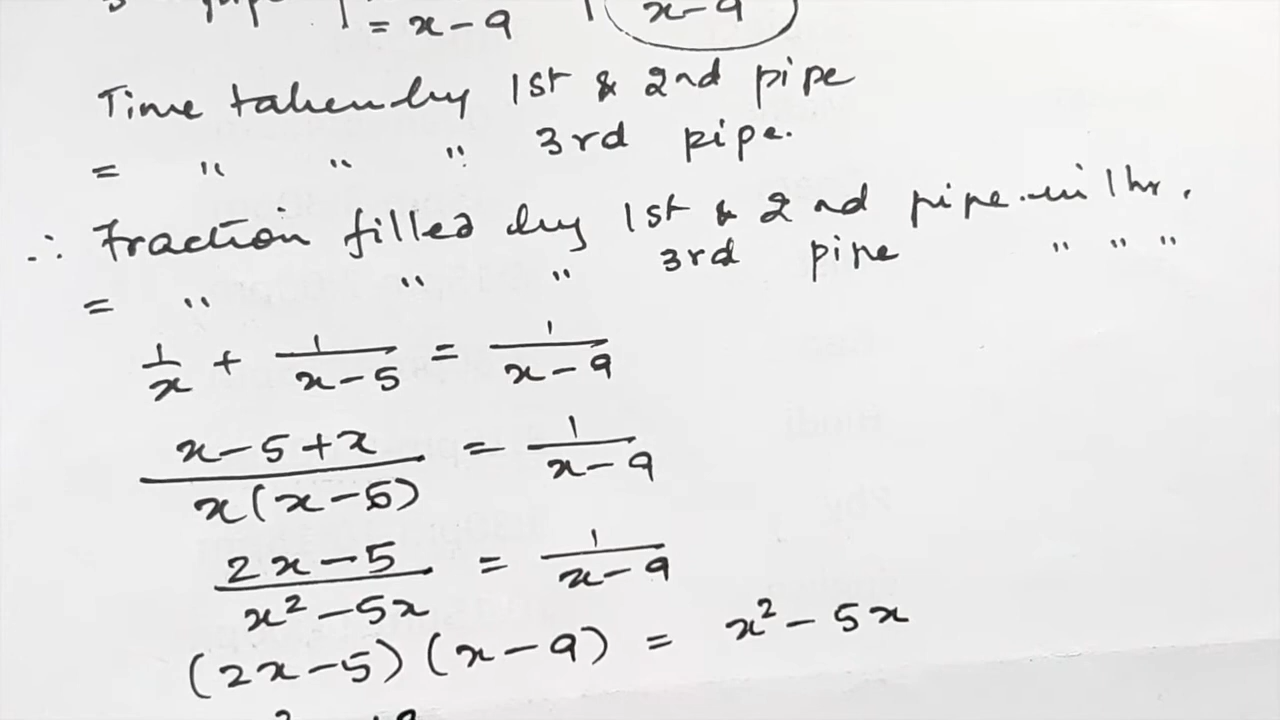 = x - 9 x - 9
Time taken by 1st & 2nd pipe
= " " " 3rd pipe.
∴ Fraction filled by 1st & 2nd pipe in 1 hr.
= " " " 3rd pipe " " "
1/x + 1/(x - 5) = 1/(x - 9)
(x - 5 + x)/(x(x - 5)) = 1/(x - 9)
(2x - 5)/(x² - 5x) = 1/(x - 9)
(2x - 5)(x - 9) = x² - 5x